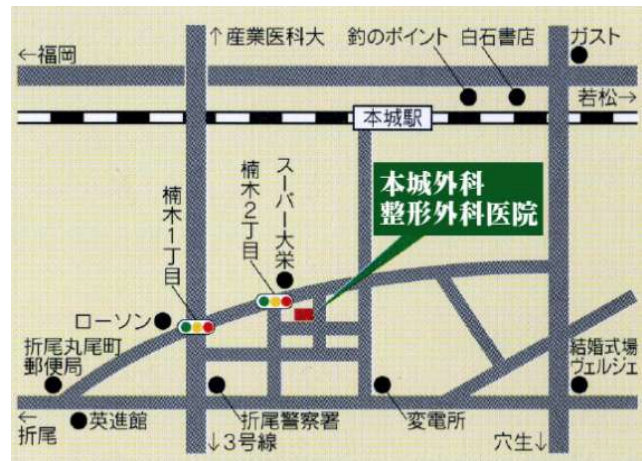 ↑産業医科大
釣のポイント
白石書店
ガスト
←福岡
若松→
本城駅
本城外科
整形外科医院
スーパー大栄
楠木2丁目
楠木1丁目
ローソン
折尾丸尾町
郵便局
結婚式場
ヴェルジェ
←
折尾
英進館
折尾警察署
変電所
↓3号線
穴生↓